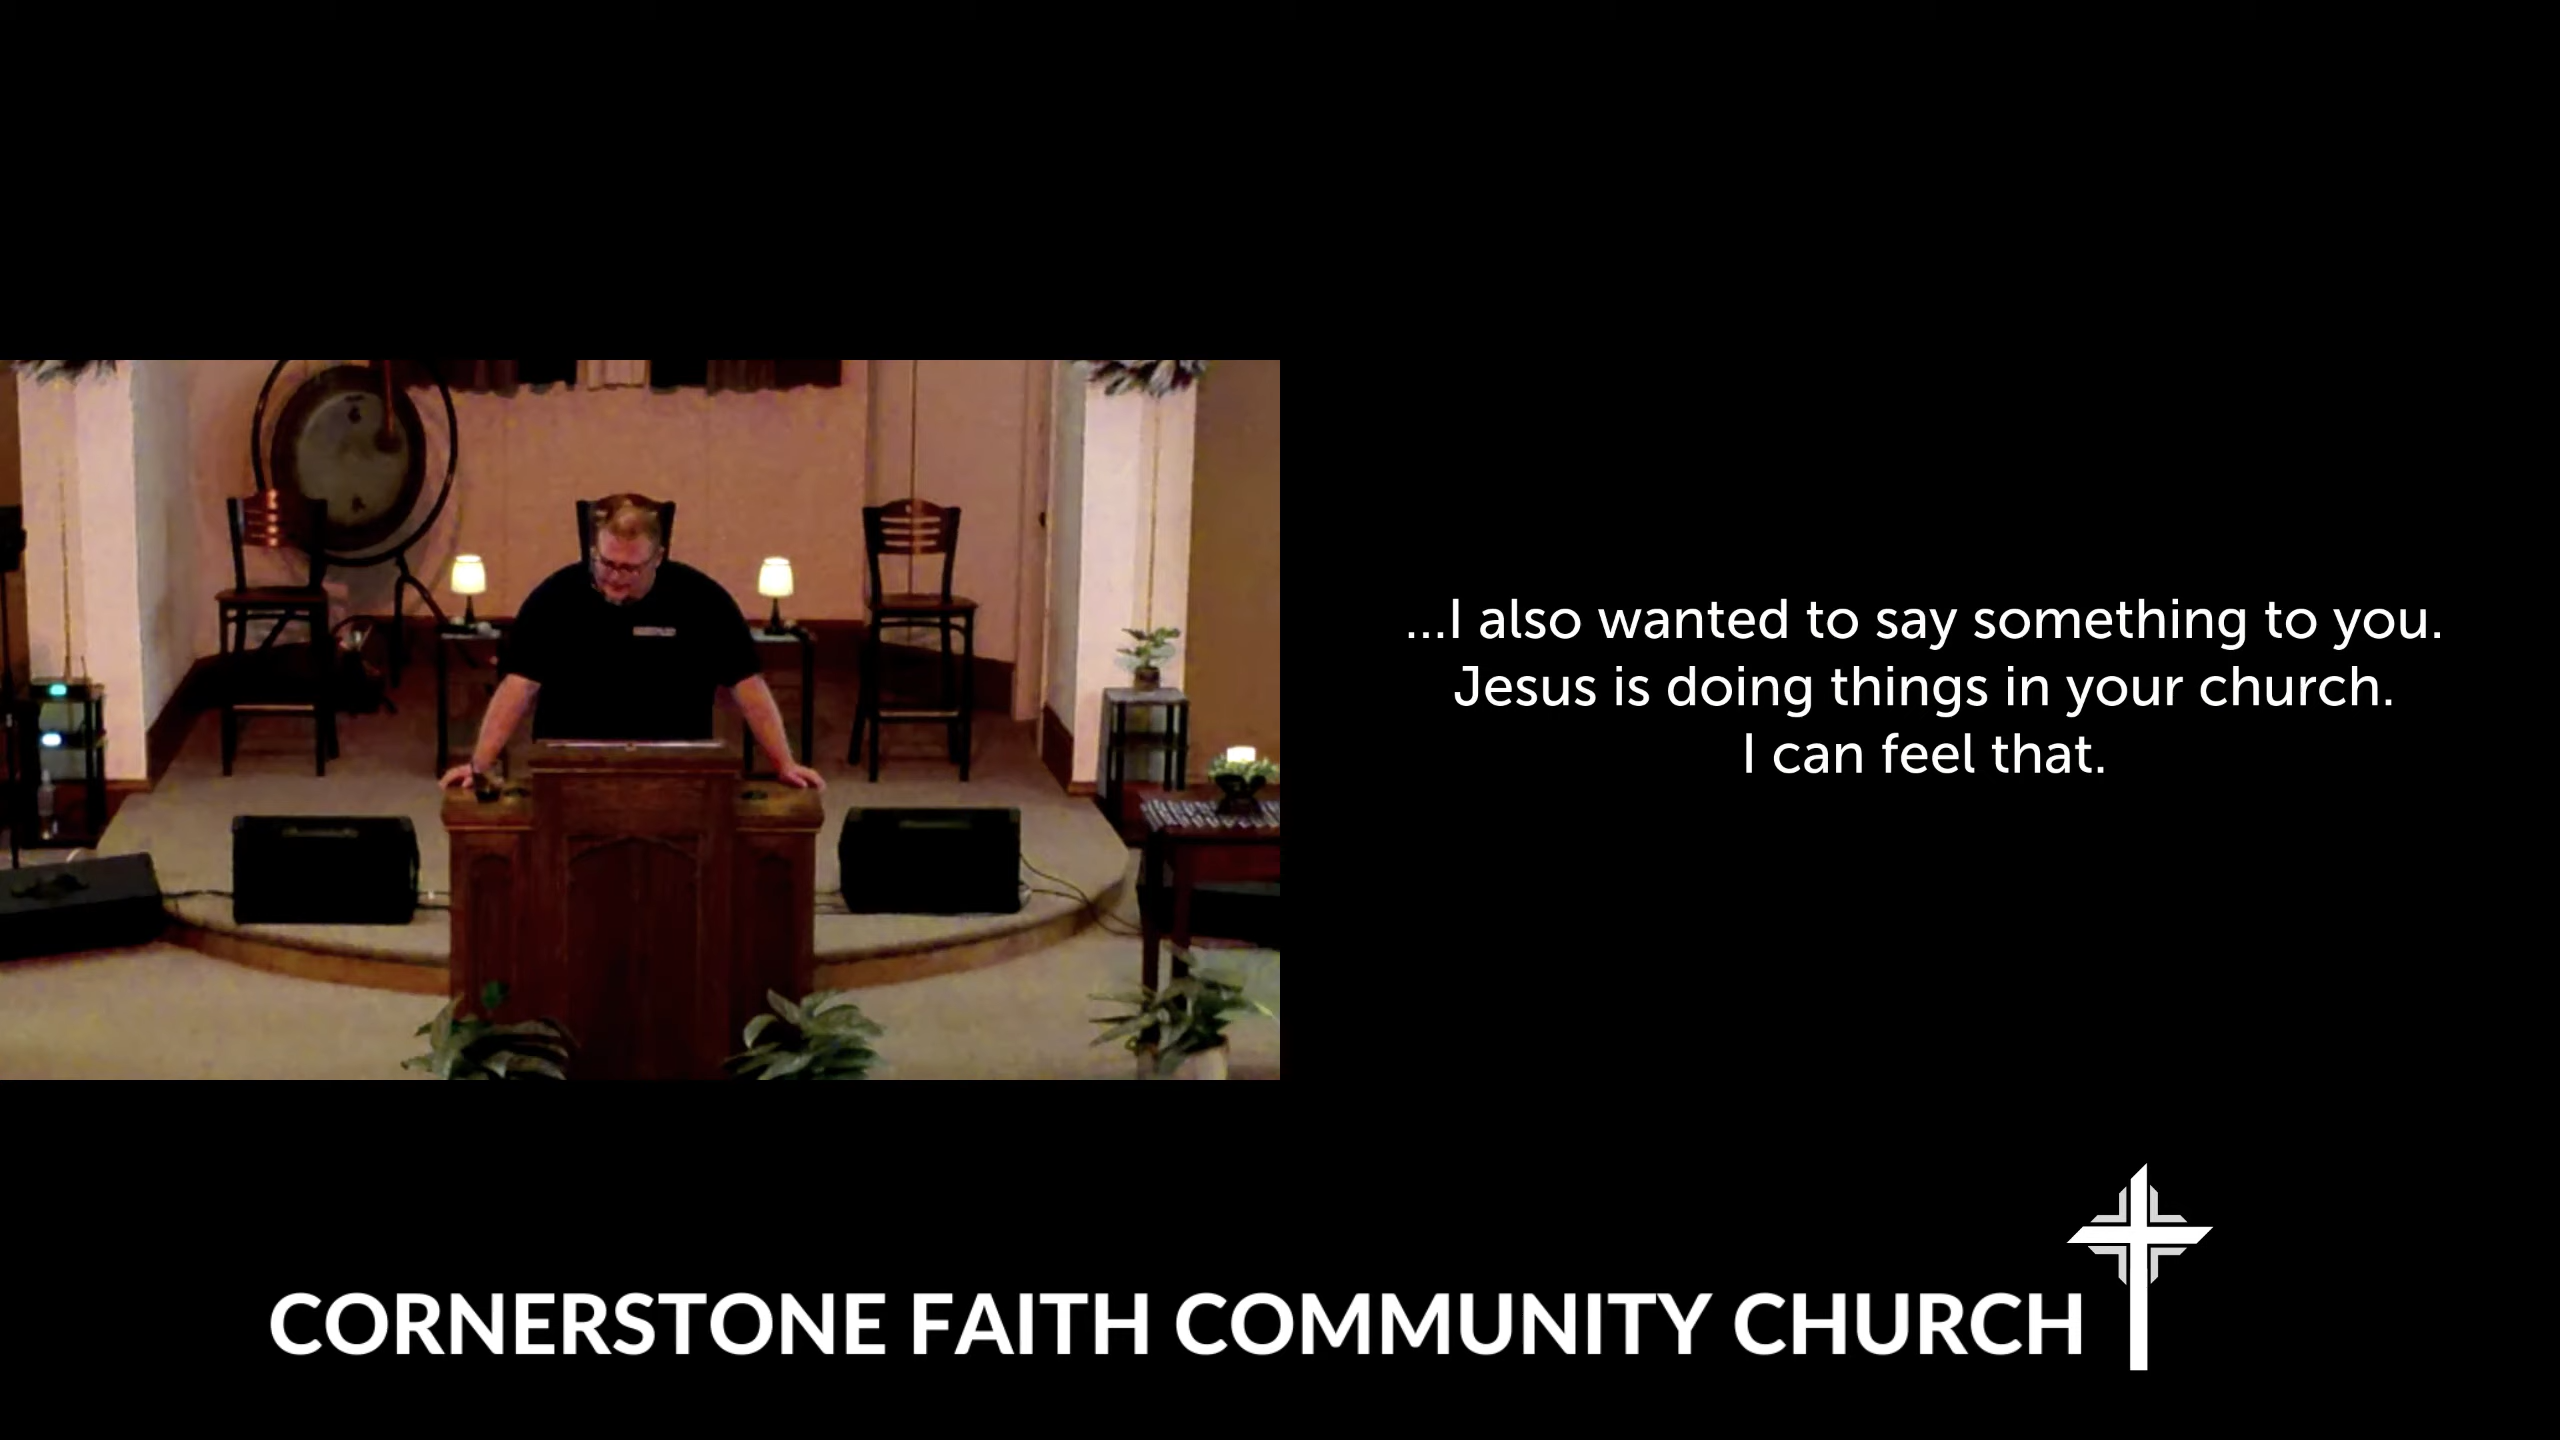 ...I also wanted to say something to you.
Jesus is doing things in your church.
I can feel that.
CORNERSTONE FAITH COMMUNITY CHURCH